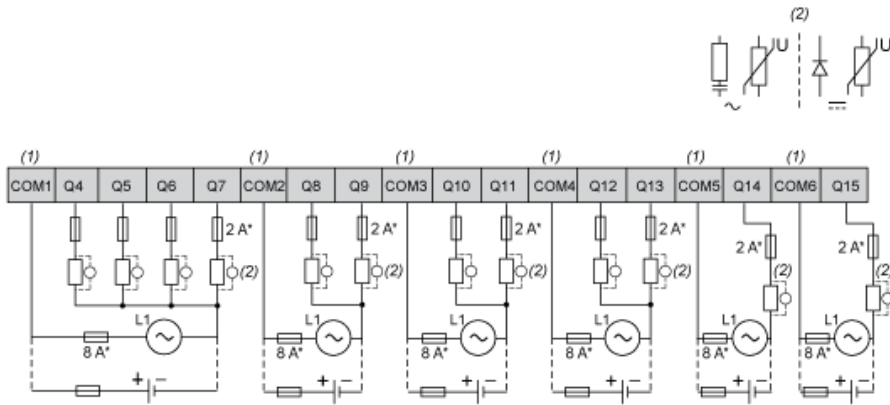 (2)
U U
(1) (1) (1) (1) (1) (1)
COM1 Q4 Q5 Q6 Q7 COM2 Q8 Q9 COM3 Q10 Q11 COM4 Q12 Q13 COM5 Q14 COM6 Q15
2 A* 2 A* 2 A* 2 A*
2 A* 2 A*
(2) (2) (2) (2) (2) (2)
L1 L1 L1 L1 L1 L1
8 A* 8 A* 8 A* 8 A* 8 A* 8 A*
+ − + − + − + − + − + −